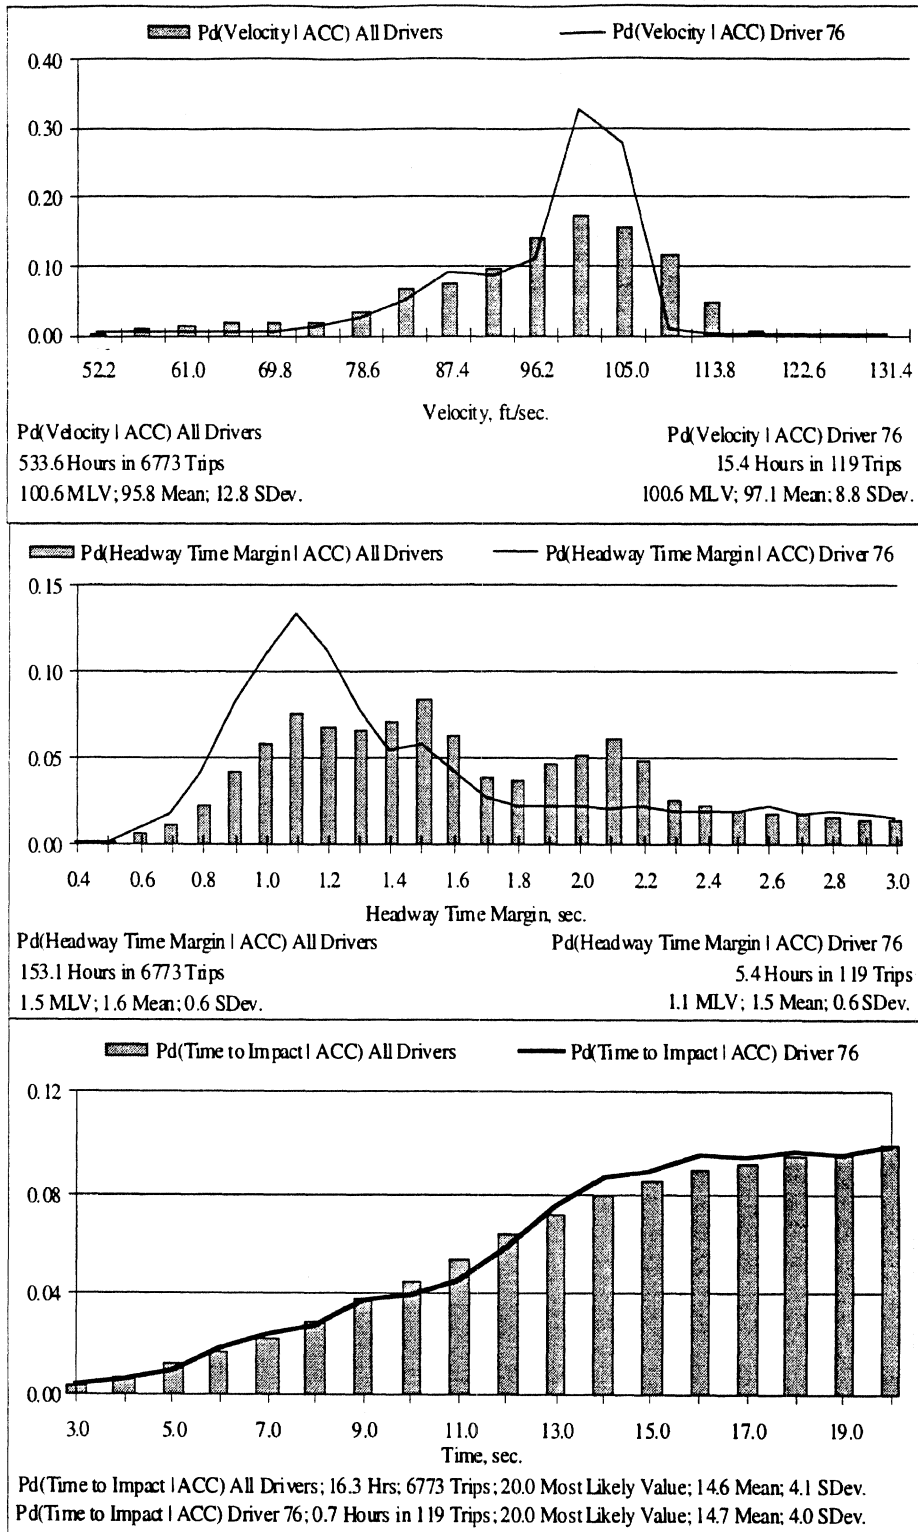 Pd(Velocity | ACC) All Drivers Pd(Velocity | ACC) Driver 76
0.40
0.30
0.20
0.10
0.00
52.2 61.0 69.8 78.6 87.4 96.2 105.0 113.8 122.6 131.4
Velocity, ft/sec.
Pd(Velocity | ACC) All Drivers
533.6 Hours in 6773 Trips
100.6 MLV; 95.8 Mean; 12.8 SDev.
Pd(Velocity | ACC) Driver 76
15.4 Hours in 119 Trips
100.6 MLV; 97.1 Mean; 8.8 SDev.
Pd(Headway Time Margin | ACC) All Drivers Pd(Headway Time Margin | ACC) Driver 76
0.15
0.10
0.05
0.00
0.4 0.6 0.8 1.0 1.2 1.4 1.6 1.8 2.0 2.2 2.4 2.6 2.8 3.0
Headway Time Margin, sec.
Pd(Headway Time Margin | ACC) All Drivers
153.1 Hours in 6773 Trips
1.5 MLV; 1.6 Mean; 0.6 SDev.
Pd(Headway Time Margin | ACC) Driver 76
5.4 Hours in 119 Trips
1.1 MLV; 1.5 Mean; 0.6 SDev.
Pd(Time to Impact | ACC) All Drivers Pd(Time to Impact | ACC) Driver 76
0.12
0.08
0.04
0.00
3.0 5.0 7.0 9.0 11.0 13.0 15.0 17.0 19.0
Time, sec.
Pd(Time to Impact | ACC) All Drivers; 16.3 Hrs; 6773 Trips; 20.0 Most Likely Value; 14.6 Mean; 4.1 SDev.
Pd(Time to Impact | ACC) Driver 76; 0.7 Hours in 119 Trips; 20.0 Most Likely Value; 14.7 Mean; 4.0 SDev.